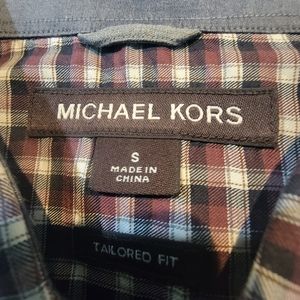 MICHAEL KORS
S
MADE IN
CHINA
TAILORED FIT